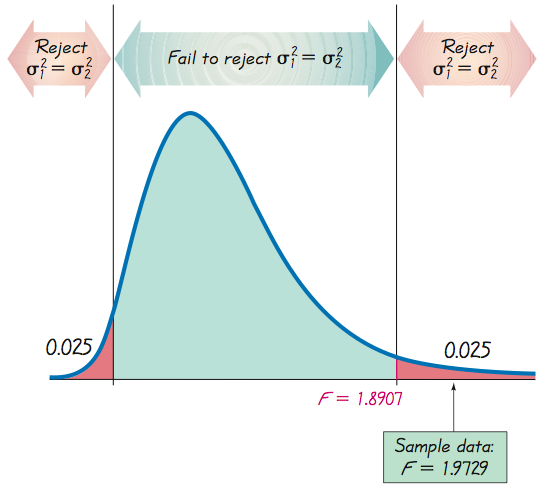 Reject
σ₁² = σ₂²
Fail to reject σ₁² = σ₂²
Reject
σ₁² = σ₂²
0.025
0.025
F = 1.8907
Sample data:
F = 1.9729